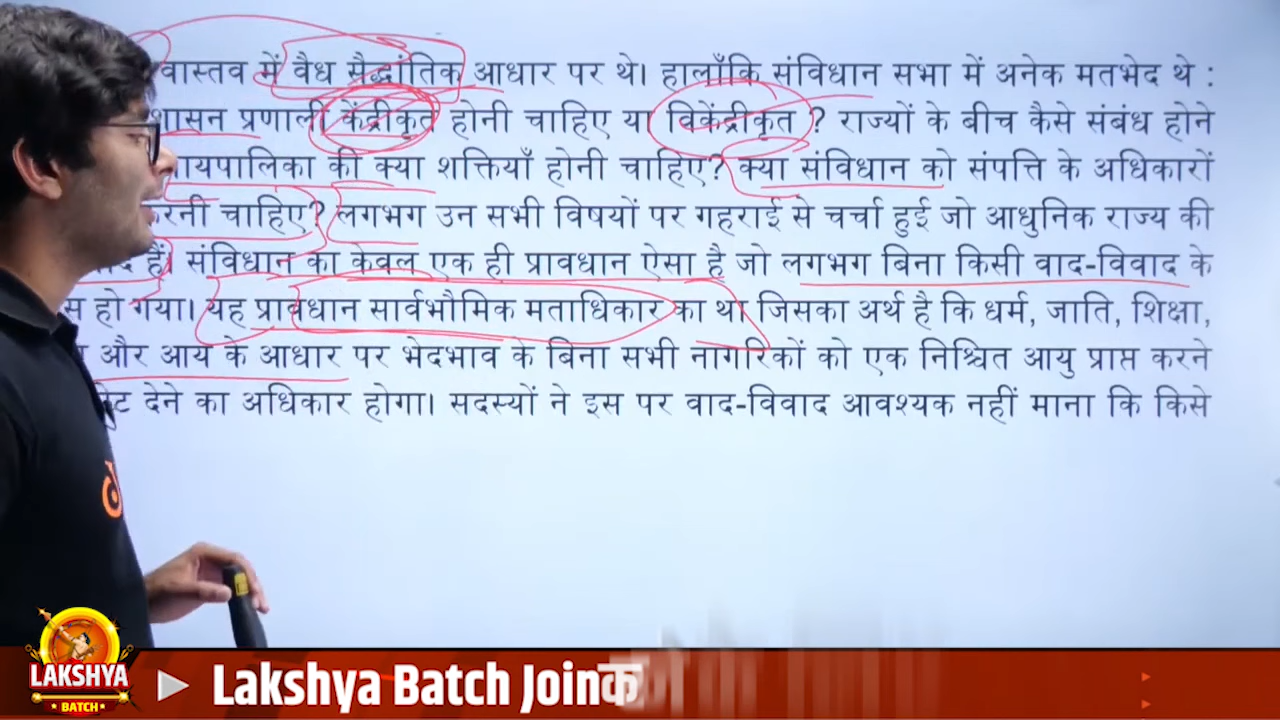 वास्तव में वैध सैद्धांतिक आधार पर थे। हालाँकि संविधान सभा में अनेक मतभेद थे :
शासन प्रणाली केंद्रीकृत होनी चाहिए या विकेंद्रीकृत ? राज्यों के बीच कैसे संबंध होने
की क्या शक्तियाँ होनी चाहिए? क्या संविधान को संपत्ति के अधिकारों
चाहिए? लगभग उन सभी विषयों पर गहराई से चर्चा हुई जो आधुनिक राज्य की
हैं। संविधान का केवल एक ही प्रावधान ऐसा है जो लगभग बिना किसी वाद-विवाद के
हो गया। यह प्रावधान सार्वभौमिक मताधिकार का था जिसका अर्थ है कि धर्म, जाति, शिक्षा,
और आय के आधार पर भेदभाव के बिना सभी नागरिकों को एक निश्चित आयु प्राप्त करने
देने का अधिकार होगा। सदस्यों ने इस पर वाद-विवाद आवश्यक नहीं माना कि किसे
LAKSHYA
BATCH
Lakshya Batch Join